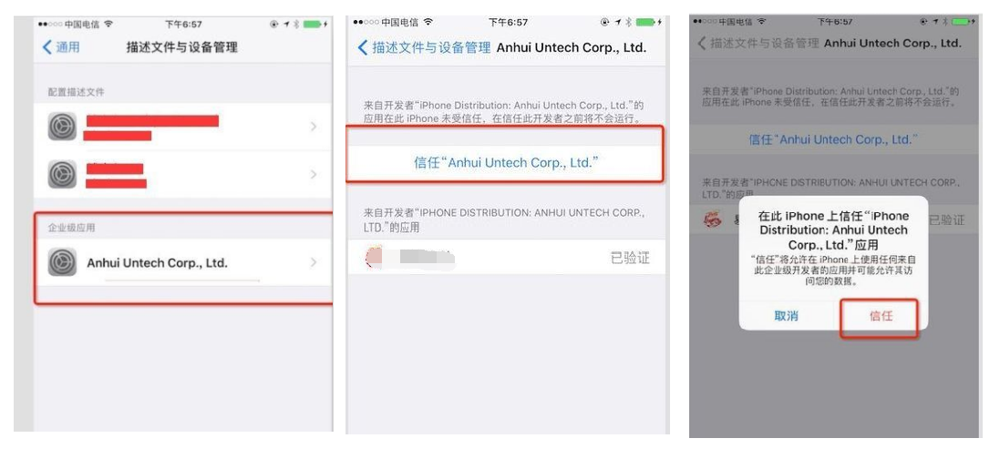 中国电信 下午6:57
通用 描述文件与设备管理
配置描述文件
企业级应用
Anhui Untech Corp., Ltd.
中国电信 下午6:57
描述文件与设备管理 Anhui Untech Corp., Ltd.
来自开发者“iPhone Distribution: Anhui Untech Corp., Ltd.”的
应用在此 iPhone 未受信任，在信任此开发者之前将不会运行。
信任“Anhui Untech Corp., Ltd.”
来自开发者“IPHONE DISTRIBUTION: ANHUI UNTECH CORP.,
LTD.”的应用
已验证
中国电信 下午6:57
描述文件与设备管理 Anhui Untech Corp., Ltd.
来自开发者“iPhone Distribution: Anhui Untech Corp., Ltd.”的
应用在此 iPhone 未受信任，在信任此开发者之前将不会运行。
信任“Anhui Untech Corp., Ltd.”
来自开发者“IPHONE DISTRIBUTION: ANHUI UNTECH CORP.,
LTD.”的应用
已验证
在此 iPhone 上信任“iPhone
Distribution: Anhui Untech
Corp., Ltd.”应用
“信任”将允许在 iPhone 上使用任何来自
此企业级开发者的应用并可能允许其访
问您的数据。
取消 信任